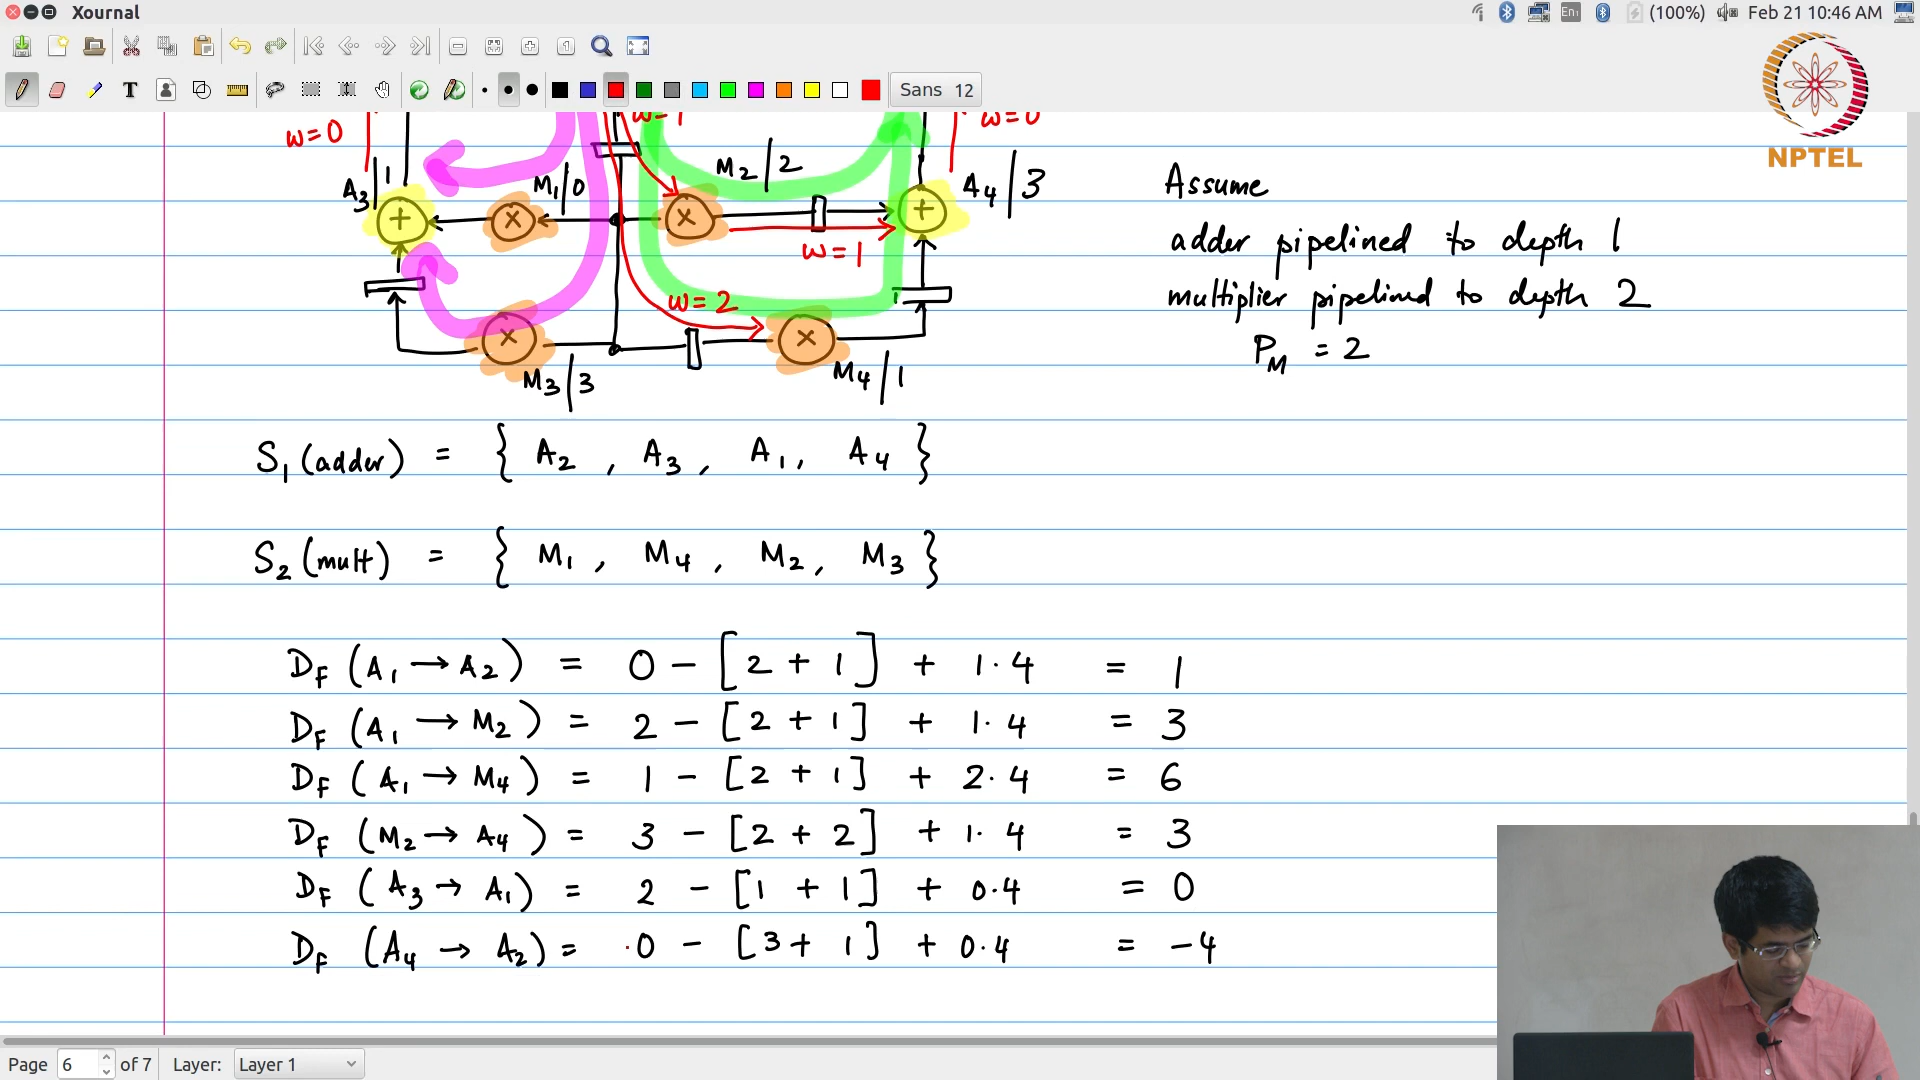 Xournal
(100%) Feb 21 10:46 AM
En1
Sans 12
NPTEL
w=0
w=1
w=0
A3|1
M1|0
M2|2
A4|3
w=1
w=2
M3|3
M4|1
Assume
adder pipelined to depth 1
multiplier pipelined to depth 2
PM = 2
S1 (adder) = { A2 , A3 , A1, A4 }
S2 (mult) = { M1 , M4 , M2, M3 }
DF (A1 → A2) = 0 - [2 + 1] + 1·4 = 1
DF (A1 → M2) = 2 - [2 + 1] + 1·4 = 3
DF (A1 → M4) = 1 - [2 + 1] + 2·4 = 6
DF (M2 → A4) = 3 - [2 + 2] + 1·4 = 3
DF (A3 → A1) = 2 - [1 + 1] + 0·4 = 0
DF (A4 → A2) = 0 - [3 + 1] + 0·4 = -4
Page 6 of 7 Layer: Layer 1